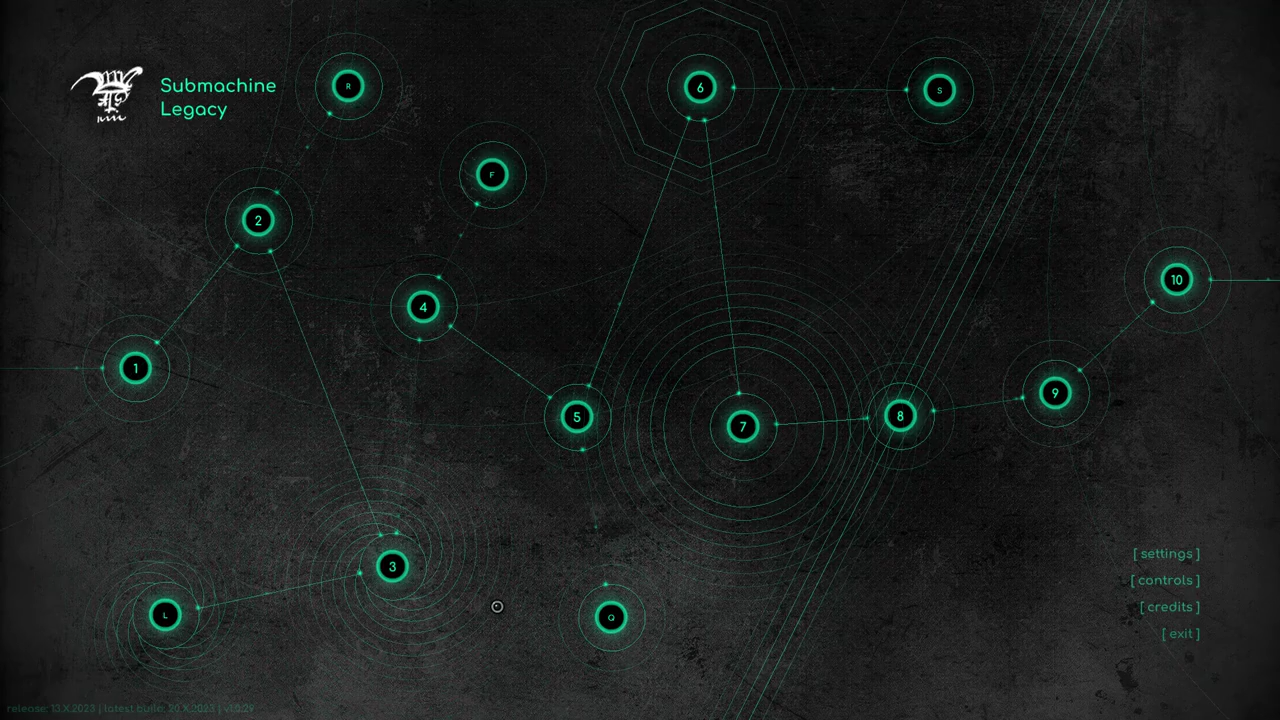 Submachine
Legacy
R
6
S
F
2
10
4
1
9
8
5
7
3
L
Q
[ settings ]
[ controls ]
[ credits ]
[ exit ]
release: 13.X.2023 | latest build: 20.X.2023 | v1.0.29